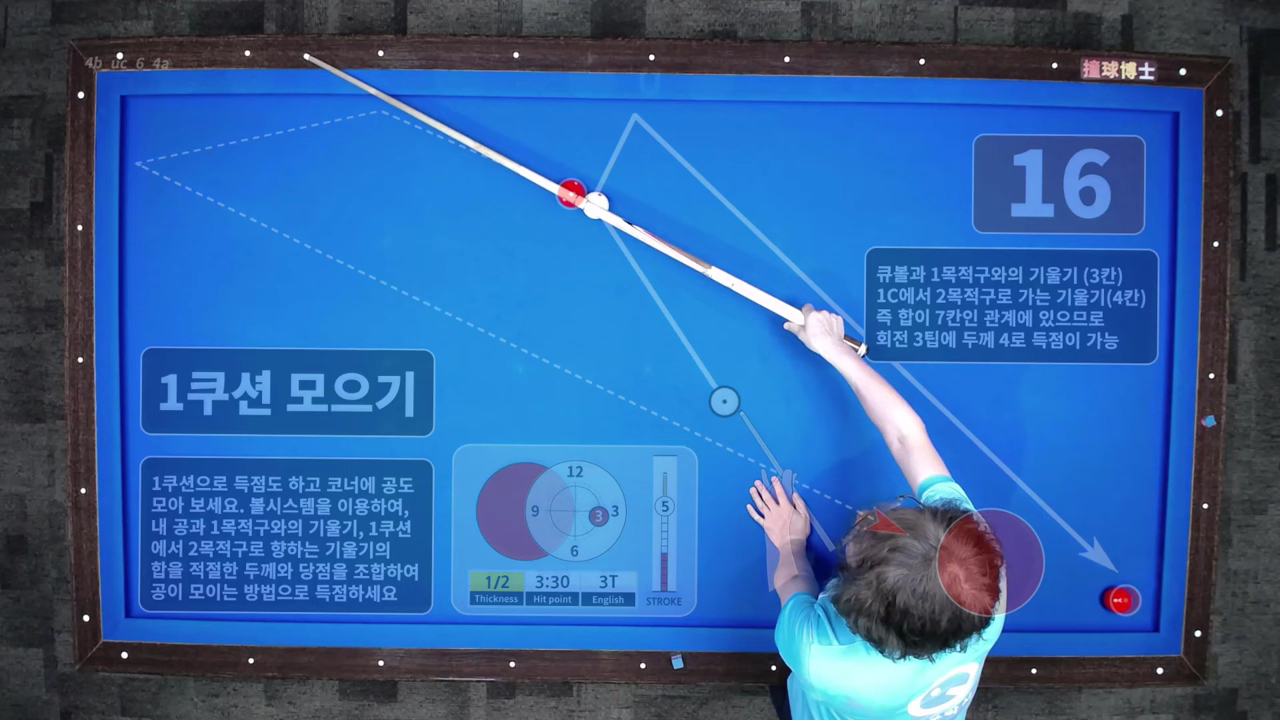 4b_uc_6_4a
撞球博士
16
큐볼과 1목적구와의 기울기 (3칸)
1C에서 2목적구로 가는 기울기(4칸)
즉 합이 7칸인 관계에 있으므로
회전 3팁에 두께 4로 득점이 가능
1쿠션 모으기
1쿠션으로 득점도 하고 코너에 공도
모아 보세요. 볼시스템을 이용하여,
내 공과 1목적구와의 기울기, 1쿠션
에서 2목적구로 향하는 기울기의
합을 적절한 두께와 당점을 조합하여
공이 모이는 방법으로 득점하세요
12
9
3
3
6
5
1/2
3:30
3T
Thickness
Hit point
English
STROKE